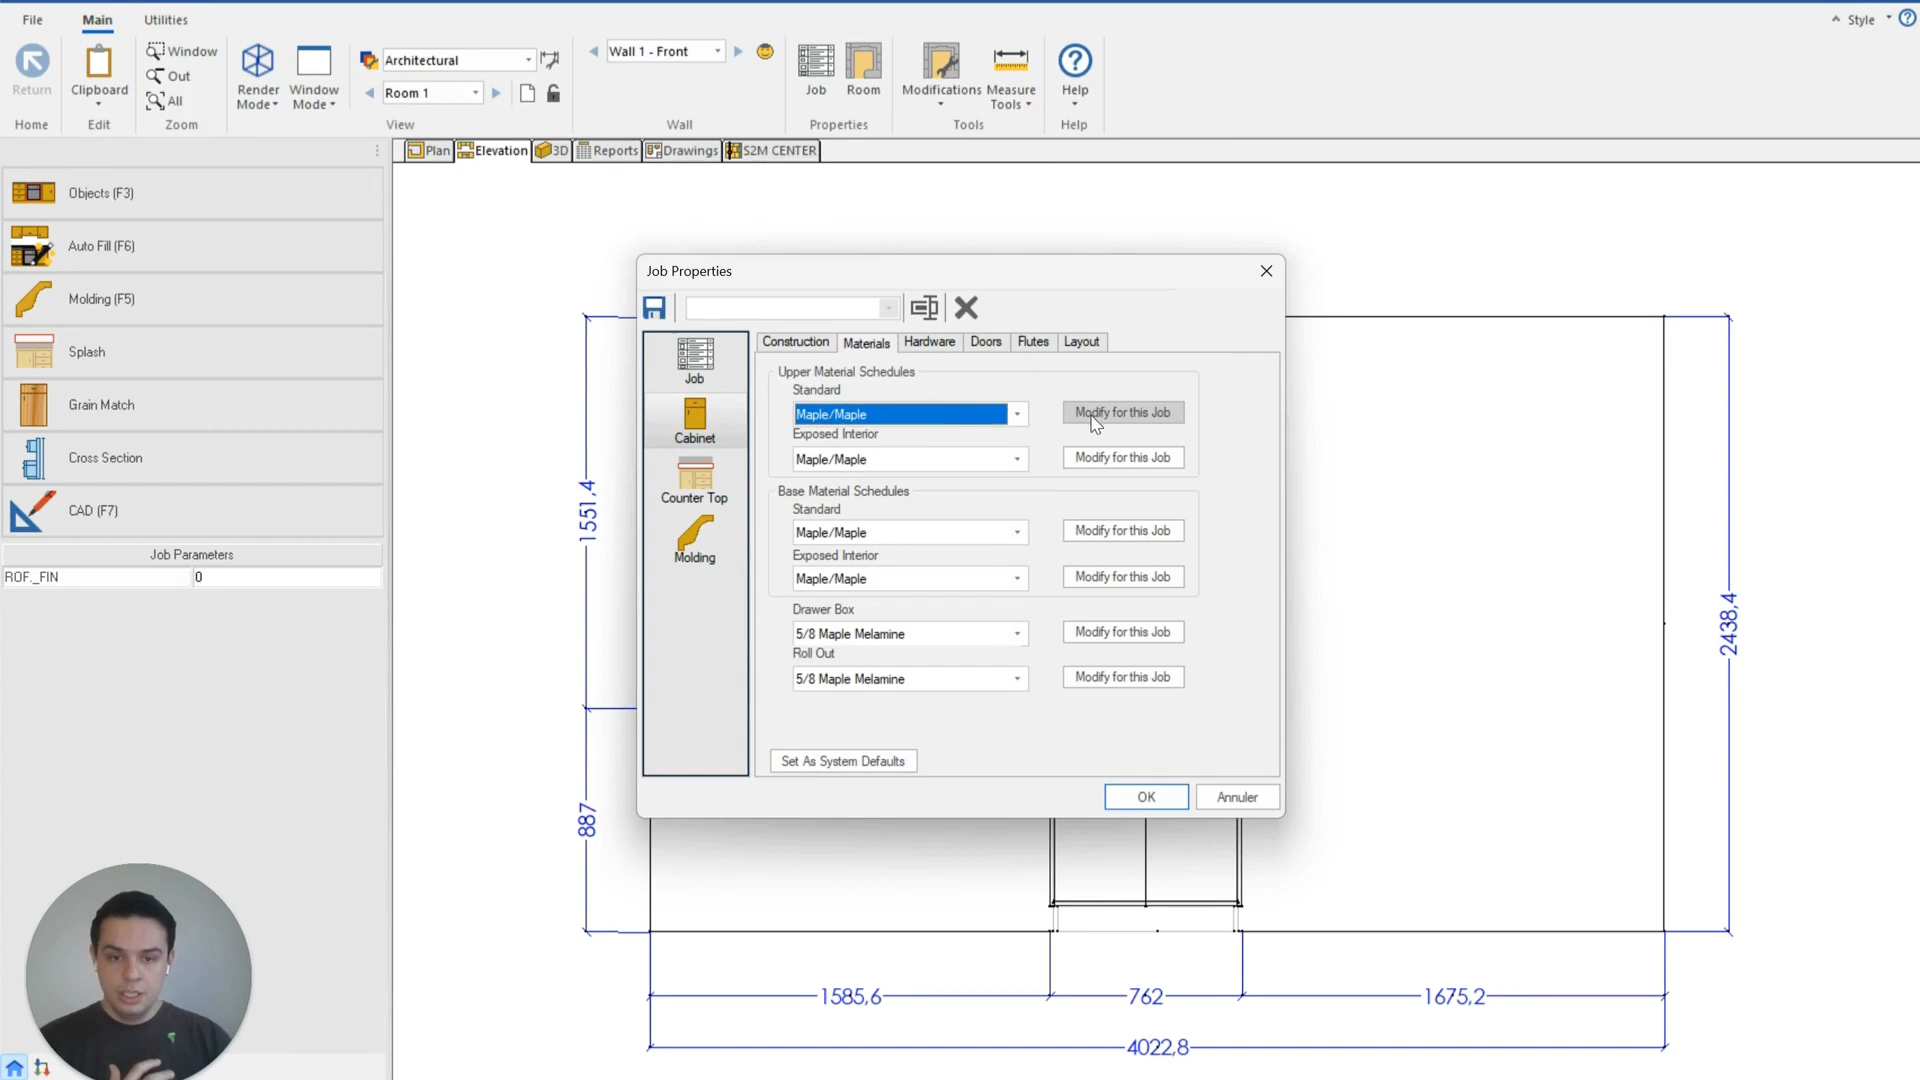 File
Main
Utilities
Style
Return
Clipboard
Window
Out
All
Render
Mode
Window
Mode
Architectural
Room 1
Wall 1 - Front
Job
Room
Modifications
Measure
Tools
Help
Home
Edit
Zoom
View
Wall
Properties
Tools
Help
Plan
Elevation
3D
Reports
Drawings
S2M CENTER
Objects (F3)
Auto Fill (F6)
Molding (F5)
Splash
Grain Match
Cross Section
CAD (F7)
Job Parameters
ROF._FIN
0
Job Properties
Job
Cabinet
Counter Top
Molding
Construction
Materials
Hardware
Doors
Flutes
Layout
Upper Material Schedules
Standard
Maple/Maple
Modify for this Job
Exposed Interior
Maple/Maple
Modify for this Job
Base Material Schedules
Standard
Maple/Maple
Modify for this Job
Exposed Interior
Maple/Maple
Modify for this Job
Drawer Box
5/8 Maple Melamine
Modify for this Job
Roll Out
5/8 Maple Melamine
Modify for this Job
Set As System Defaults
OK
Annuler
1551,4
887
2438,4
1585,6
762
1675,2
4022,8